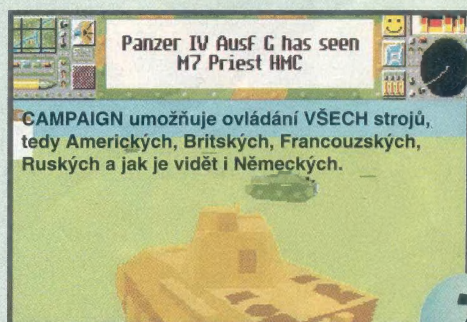 Panzer IV Ausf G has seen
M7 Priest HMC
CAMPAIGN umožňuje ovládání VŠECH strojů,
tedy Amerických, Britských, Francouzských,
Ruských a jak je vidět i Německých.